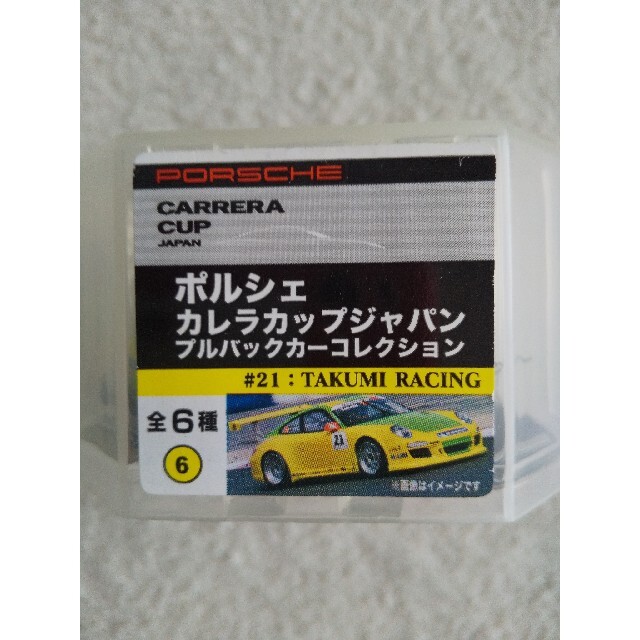 PORSCHE
CARRERA
CUP
JAPAN
ポルシェ
カレラカップジャパン
プルバックカーコレクション
#21：TAKUMI RACING
全6種
6
21
※画像はイメージです